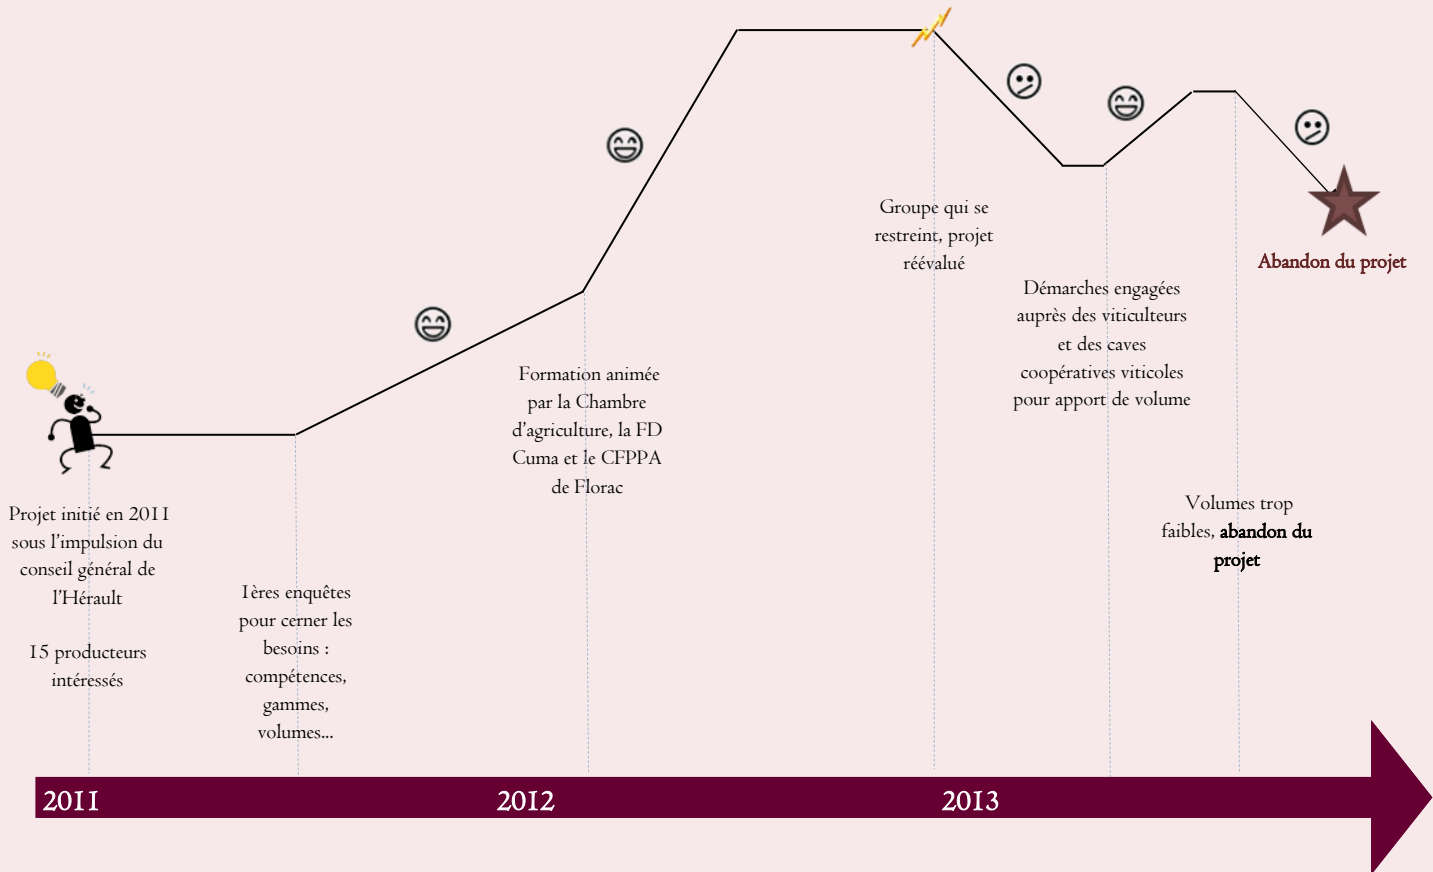 Projet initié en 2011
sous l'impulsion du
conseil général de
l'Hérault
15 producteurs
intéressés
1ères enquêtes
pour cerner les
besoins :
compétences,
gammes,
volumes...
Formation animée
par la Chambre
d'agriculture, la FD
Cuma et le CFPPA
de Florac
Groupe qui se
restreint, projet
réévalué
Démarches engagées
auprès des viticulteurs
et des caves
coopératives viticoles
pour apport de volume
Volumes trop
faibles, abandon du
projet
Abandon du projet
2011
2012
2013